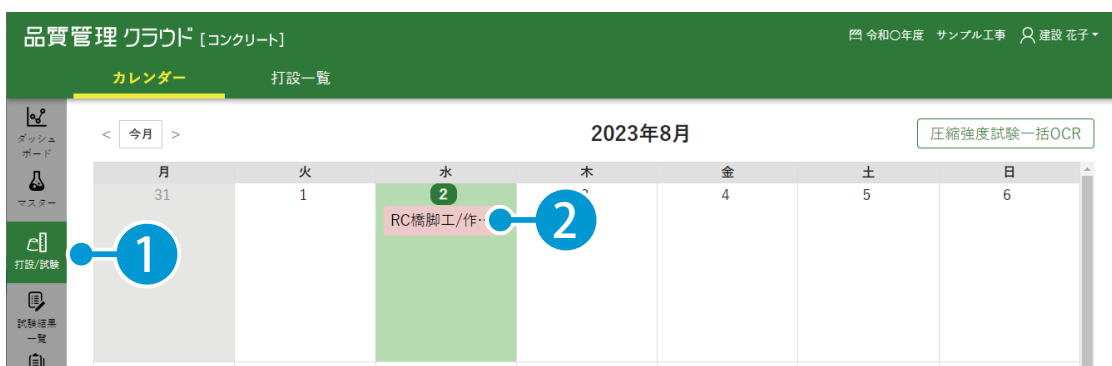 品質管理 クラウド [コンクリート]
令和〇年度 サンプル工事 建設 花子
カレンダー 打設一覧
ダッシュボード
< 今月 >
2023年8月
圧縮強度試験一括OCR
マスター
月 火 水 木 金 土 日
31 1 2 4 5 6
RC橋脚工/作…
2
打設/試験
1
試験結果
一覧